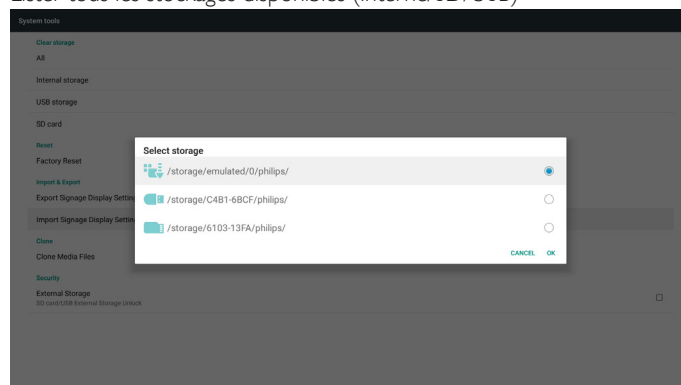 Lister tous les stockages disponibles (interne/SD/USB)
System tools
Clear storage
All
Internal storage
USB storage
SD card
Reset
Factory Reset
Import & Export
Export Signage Display Settin
Import Signage Display Settin
Clone
Clone Media Files
Security
External Storage
SD card/USB External Storage Unlock
Select storage
/storage/emulated/0/philips/
/storage/C4B1-6BCF/philips/
/storage/6103-13FA/philips/
CANCEL OK